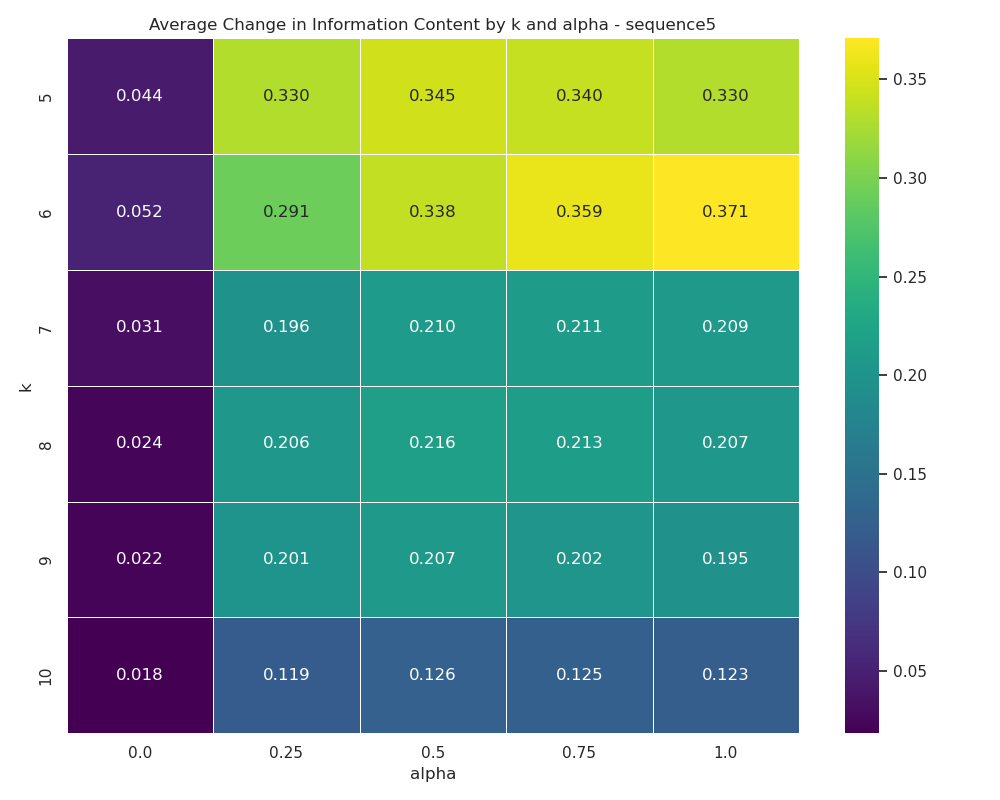 Average Change in Information Content by k and alpha - sequence5
5 0.044 0.330 0.345 0.340 0.330
6 0.052 0.291 0.338 0.359 0.371
7 0.031 0.196 0.210 0.211 0.209
k
8 0.024 0.206 0.216 0.213 0.207
9 0.022 0.201 0.207 0.202 0.195
10 0.018 0.119 0.126 0.125 0.123
0.0 0.25 0.5 0.75 1.0
alpha
0.35
0.30
0.25
0.20
0.15
0.10
0.05